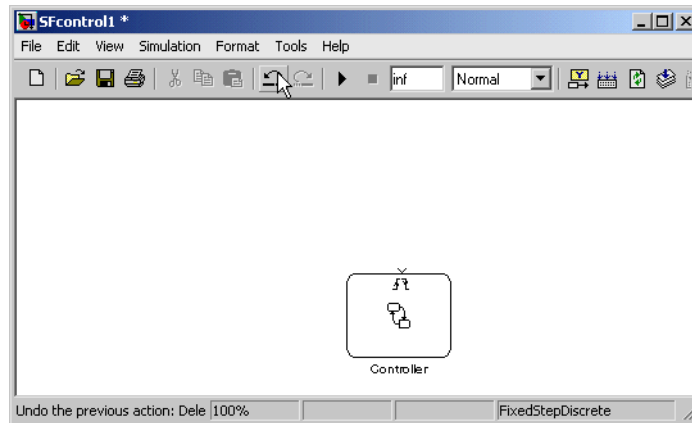 SFcontrol1 *
File Edit View Simulation Format Tools Help
inf Normal
Controller
Undo the previous action: Dele 100% FixedStepDiscrete